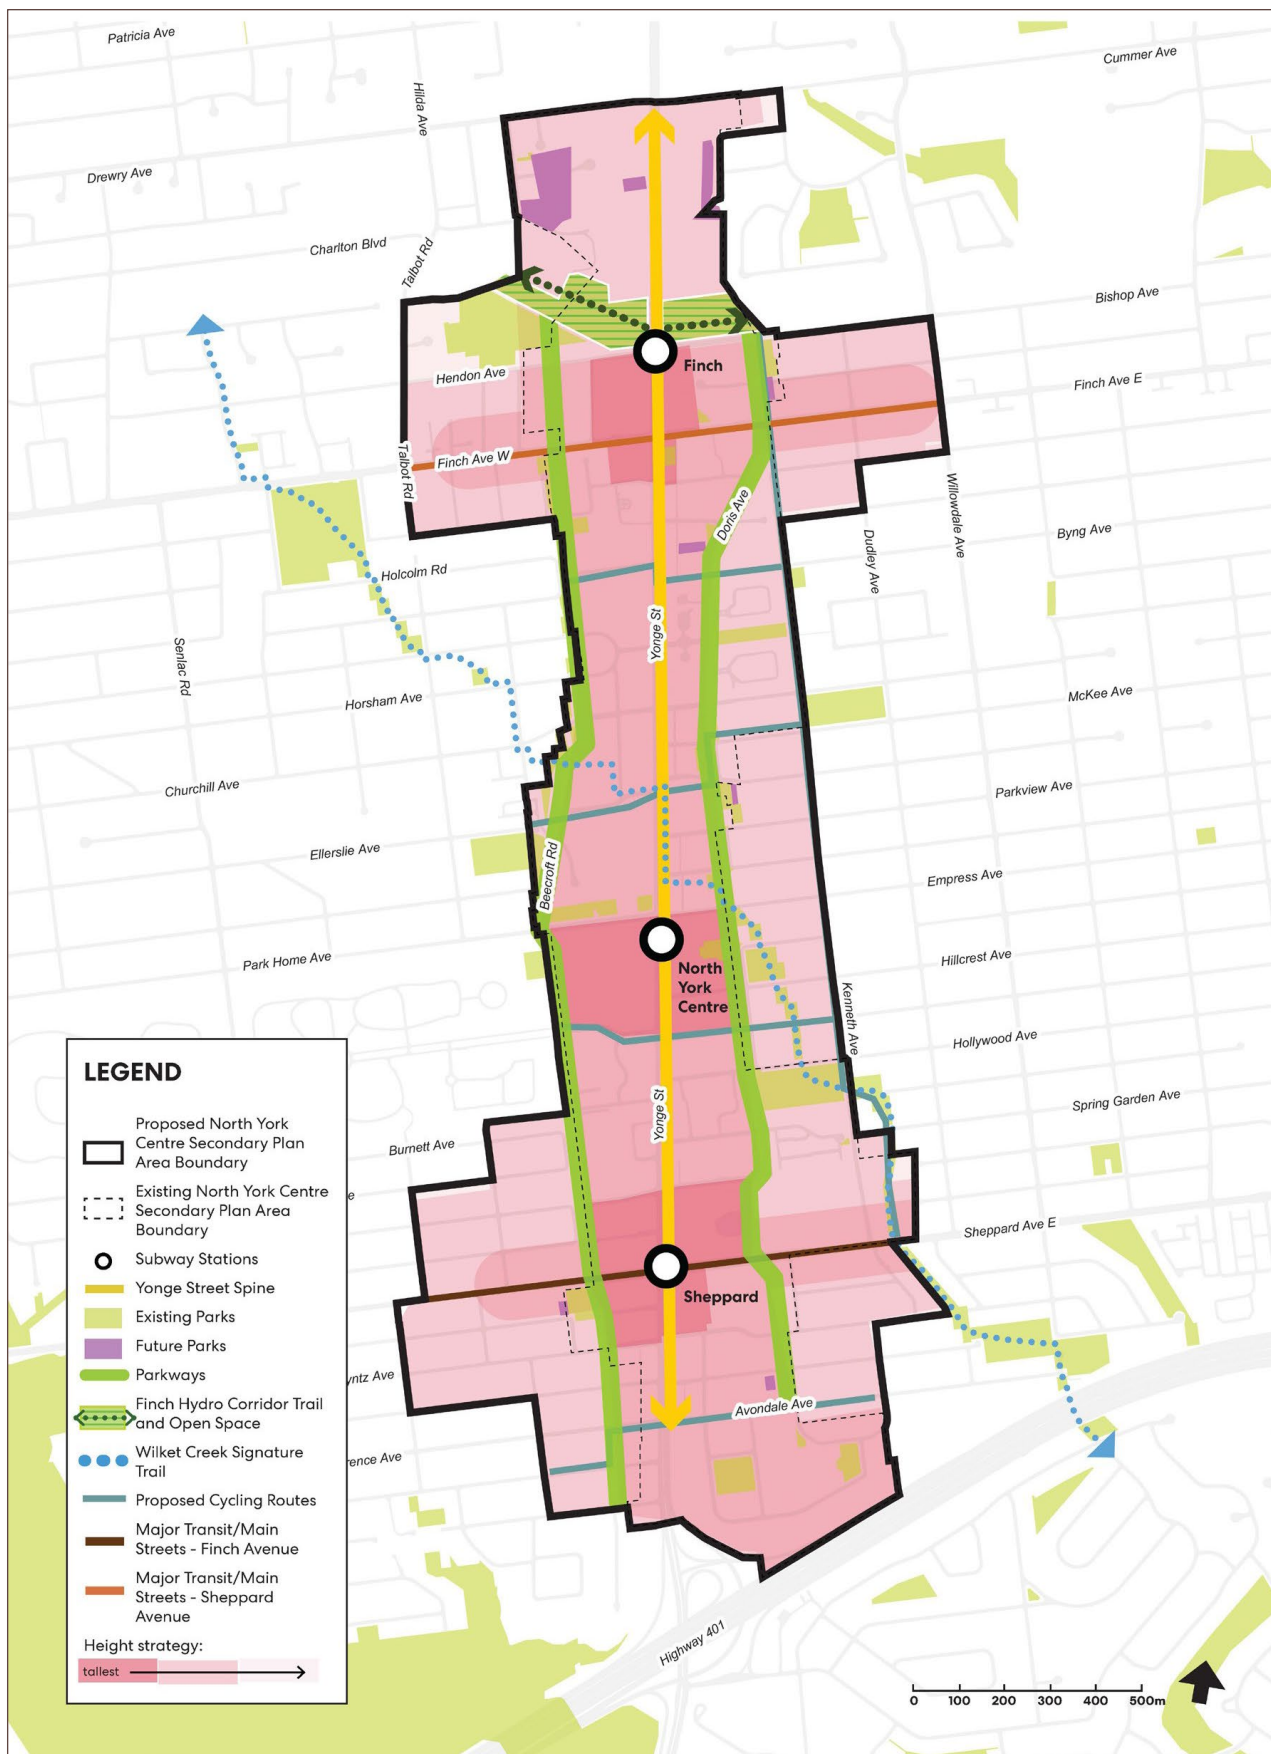 Patricia Ave
Cummer Ave
Hilda Ave
Drewry Ave
Charlton Blvd
Talbot Rd
Bishop Ave
Finch
Hendon Ave
Finch Ave E
Talbot Rd
Finch Ave W
Doris Ave
Willowdale Ave
Byng Ave
Dudley Ave
Holcolm Rd
Yonge St
Senlac Rd
Horsham Ave
McKee Ave
Churchill Ave
Parkview Ave
Ellerslie Ave
Beecroft Rd
Empress Ave
Park Home Ave
North
York
Centre
Hillcrest Ave
Kenneth Ave
Hollywood Ave
Yonge St
Spring Garden Ave
Burnett Ave
e
Sheppard Ave E
Sheppard
yntz Ave
Avondale Ave
rence Ave
Highway 401
LEGEND
Proposed North York
Centre Secondary Plan
Area Boundary
Existing North York Centre
Secondary Plan Area
Boundary
Subway Stations
Yonge Street Spine
Existing Parks
Future Parks
Parkways
Finch Hydro Corridor Trail
and Open Space
Wilket Creek Signature
Trail
Proposed Cycling Routes
Major Transit/Main
Streets - Finch Avenue
Major Transit/Main
Streets - Sheppard
Avenue
Height strategy:
tallest
0 100 200 300 400 500m